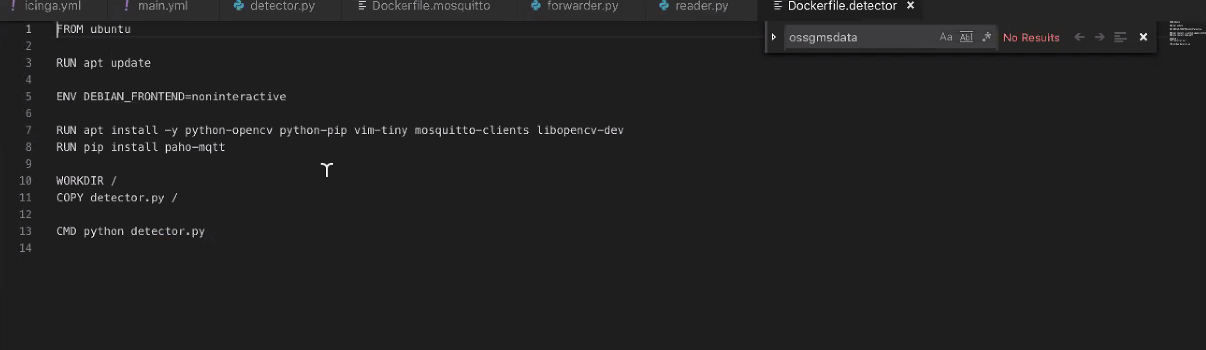 ! icinga.yml ! main.yml detector.py Dockerfile.mosquitto forwarder.py reader.py Dockerfile.detector ×
ossgmsdata Aa Abl .* No Results
1 FROM ubuntu
2
3 RUN apt update
4
5 ENV DEBIAN_FRONTEND=noninteractive
6
7 RUN apt install -y python-opencv python-pip vim-tiny mosquitto-clients libopencv-dev
8 RUN pip install paho-mqtt
9
10 WORKDIR /
11 COPY detector.py /
12
13 CMD python detector.py
14